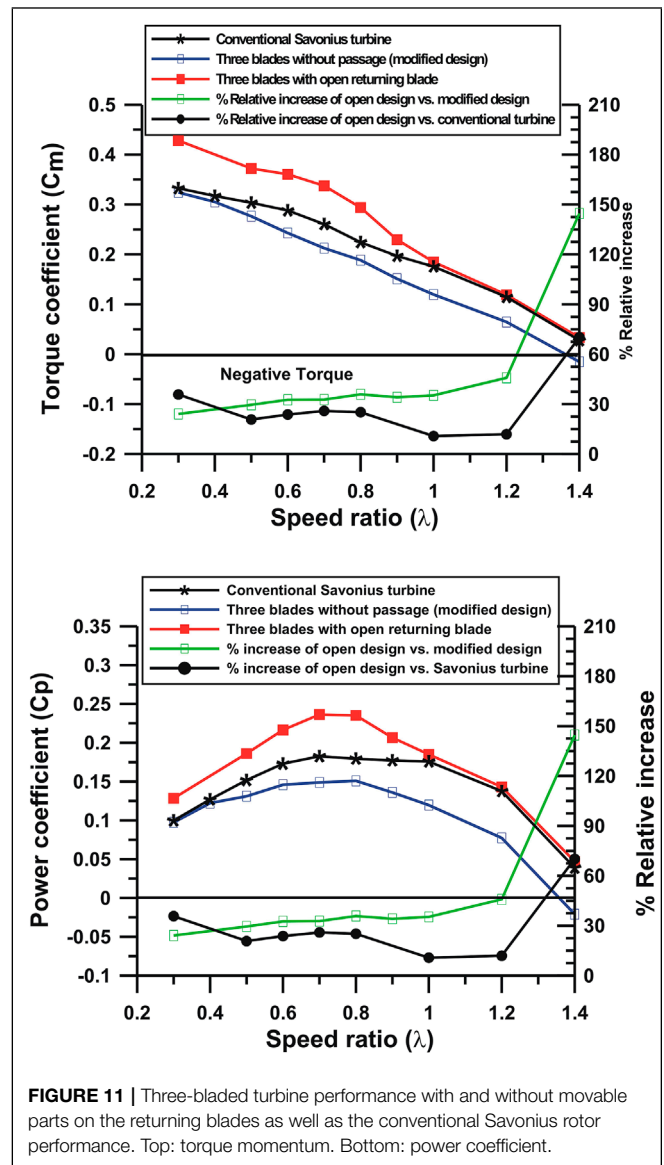 Conventional Savonius turbine
Three blades without passage (modified design)
Three blades with open returning blade
% Relative increase of open design vs. modified design
% Relative increase of open design vs. conventional turbine
Torque coefficient (Cm)
0.5
0.4
0.3
0.2
0.1
0
-0.1
-0.2
Negative Torque
210
180
150
120
90
60
30
0
% Relative increase
0.2 0.4 0.6 0.8 1 1.2 1.4
Speed ratio (λ)
Conventional Savonius turbine
Three blades without passage (modified design)
Three blades with open returning blade
% increase of open design vs. modified design
% increase of open design vs. Savonius turbine
Power coefficient (Cp)
0.35
0.3
0.25
0.2
0.15
0.1
0.05
0
-0.05
-0.1
210
180
150
120
90
60
30
0
% Relative increase
0.2 0.4 0.6 0.8 1 1.2 1.4
Speed ratio (λ)
FIGURE 11 | Three-bladed turbine performance with and without movable
parts on the returning blades as well as the conventional Savonius rotor
performance. Top: torque momentum. Bottom: power coefficient.